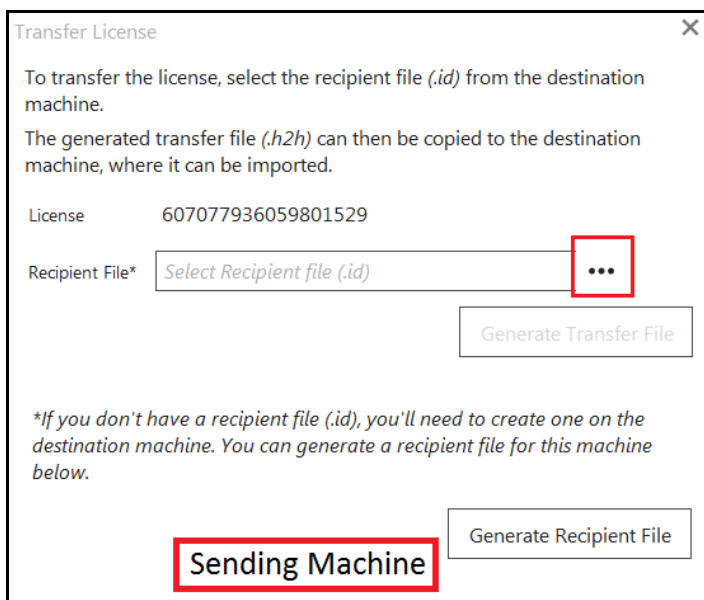 Transfer License
To transfer the license, select the recipient file (.id) from the destination
machine.
The generated transfer file (.h2h) can then be copied to the destination
machine, where it can be imported.
License 607077936059801529
Recipient File* Select Recipient file (.id) •••
Generate Transfer File
*If you don't have a recipient file (.id), you'll need to create one on the
destination machine. You can generate a recipient file for this machine
below.
Generate Recipient File
Sending Machine